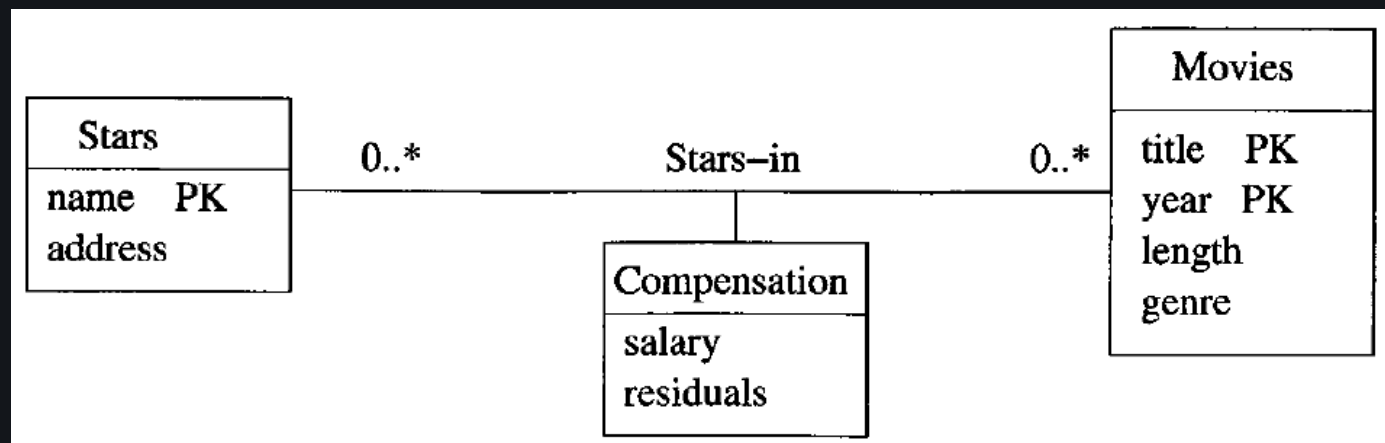 Stars
name PK
address
0..*
Stars–in
0..*
Compensation
salary
residuals
Movies
title PK
year PK
length
genre